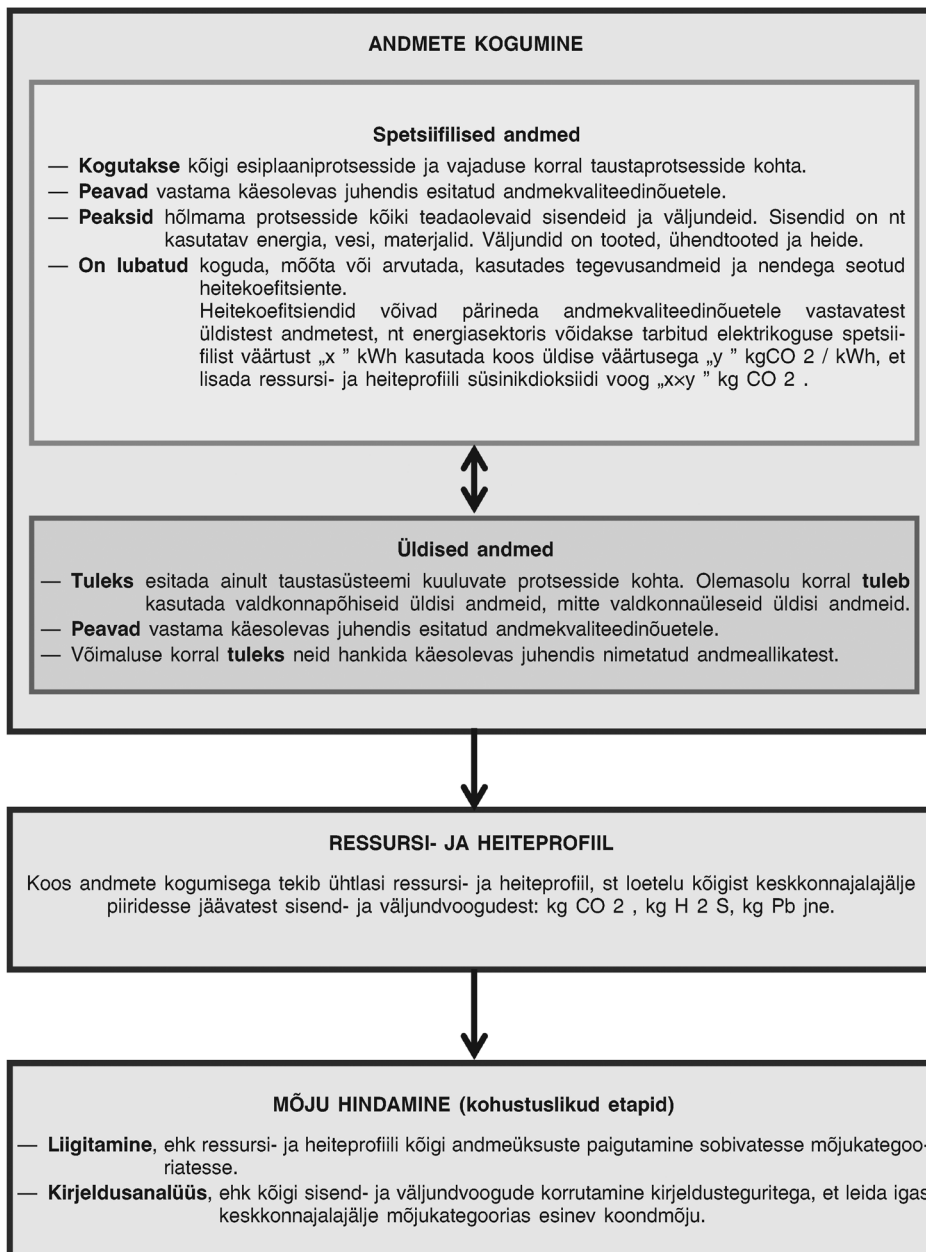 ANDMETE KOGUMINE
Spetsiifilised andmed
— Kogutakse kõigi esiplaaniprotsesside ja vajaduse korral taustaprotsesside kohta.
— Peavad vastama käesolevas juhendis esitatud andmekvaliteedinõuetele.
— Peaksid hõlmama protsesside kõiki teadaolevaid sisendeid ja väljundeid. Sisendid on nt
kasutatav energia, vesi, materjalid. Väljundid on tooted, ühendtooted ja heide.
— On lubatud koguda, mõõta või arvutada, kasutades tegevusandmeid ja nendega seotud
heitekoefitsiente.
Heitekoefitsiendid võivad pärineda andmekvaliteedinõuetele vastavatest
üldistest andmetest, nt energiasektoris võidakse tarbitud elektrikoguse spetsii-
filist väärtust „x ” kWh kasutada koos üldise väärtusega „y ” kgCO 2 / kWh, et
lisada ressursi- ja heiteprofiili süsinikdioksiidi voog „x×y ” kg CO 2 .
Üldised andmed
— Tuleks esitada ainult taustasüsteemi kuuluvate protsesside kohta. Olemasolu korral tuleb
kasutada valdkonnapõhiseid üldisi andmeid, mitte valdkonnaüleseid üldisi andmeid.
— Peavad vastama käesolevas juhendis esitatud andmekvaliteedinõuetele.
— Võimaluse korral tuleks neid hankida käesolevas juhendis nimetatud andmeallikatest.
RESSURSI- JA HEITEPROFIIL
Koos andmete kogumisega tekib ühtlasi ressursi- ja heiteprofiil, st loetelu kõigist keskkonnajalajälje
piiridesse jäävatest sisend- ja väljundvoogudest: kg CO 2 , kg H 2 S, kg Pb jne.
MÕJU HINDAMINE (kohustuslikud etapid)
— Liigitamine, ehk ressursi- ja heiteprofiili kõigi andmeüksuste paigutamine sobivatesse mõjukategoo-
riatesse.
— Kirjeldusanalüüs, ehk kõigi sisend- ja väljundvoogude korrutamine kirjeldusteguritega, et leida igas
keskkonnajalajälje mõjukategoorias esinev koondmõju.